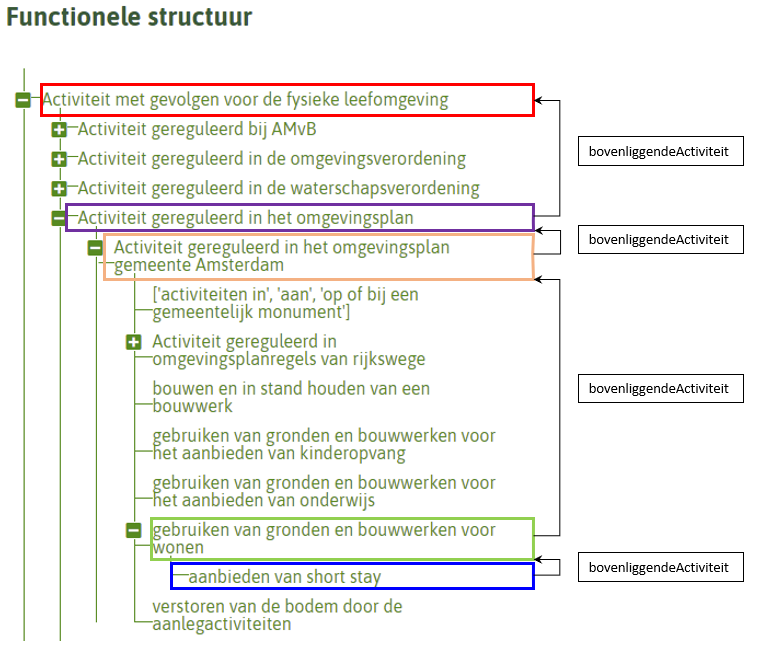 Functionele structuur
Activiteit met gevolgen voor de fysieke leefomgeving
Activiteit gereguleerd bij AMvB
bovenliggendeActiviteit
Activiteit gereguleerd in de omgevingsverordening
Activiteit gereguleerd in de waterschapsverordening
Activiteit gereguleerd in het omgevingsplan
bovenliggendeActiviteit
Activiteit gereguleerd in het omgevingsplan
gemeente Amsterdam
['activiteiten in', 'aan', 'op of bij een
gemeentelijk monument']
Activiteit gereguleerd in
omgevingsplanregels van rijkswege
bovenliggendeActiviteit
bouwen en in stand houden van een
bouwwerk
gebruiken van gronden en bouwwerken voor
het aanbieden van kinderopvang
gebruiken van gronden en bouwwerken voor
het aanbieden van onderwijs
gebruiken van gronden en bouwwerken voor
wonen
bovenliggendeActiviteit
aanbieden van short stay
verstoren van de bodem door de
aanlegactiviteiten